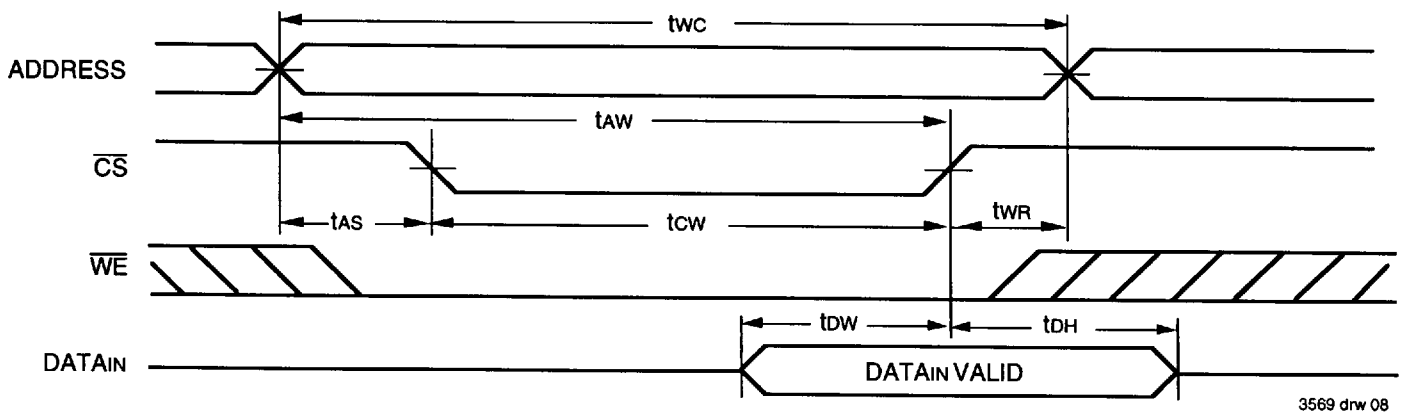 tWC
ADDRESS
tAW
CS
tAS
tCW
tWR
WE
tDW
tDH
DATAIN
DATAIN VALID
3569 drw 08